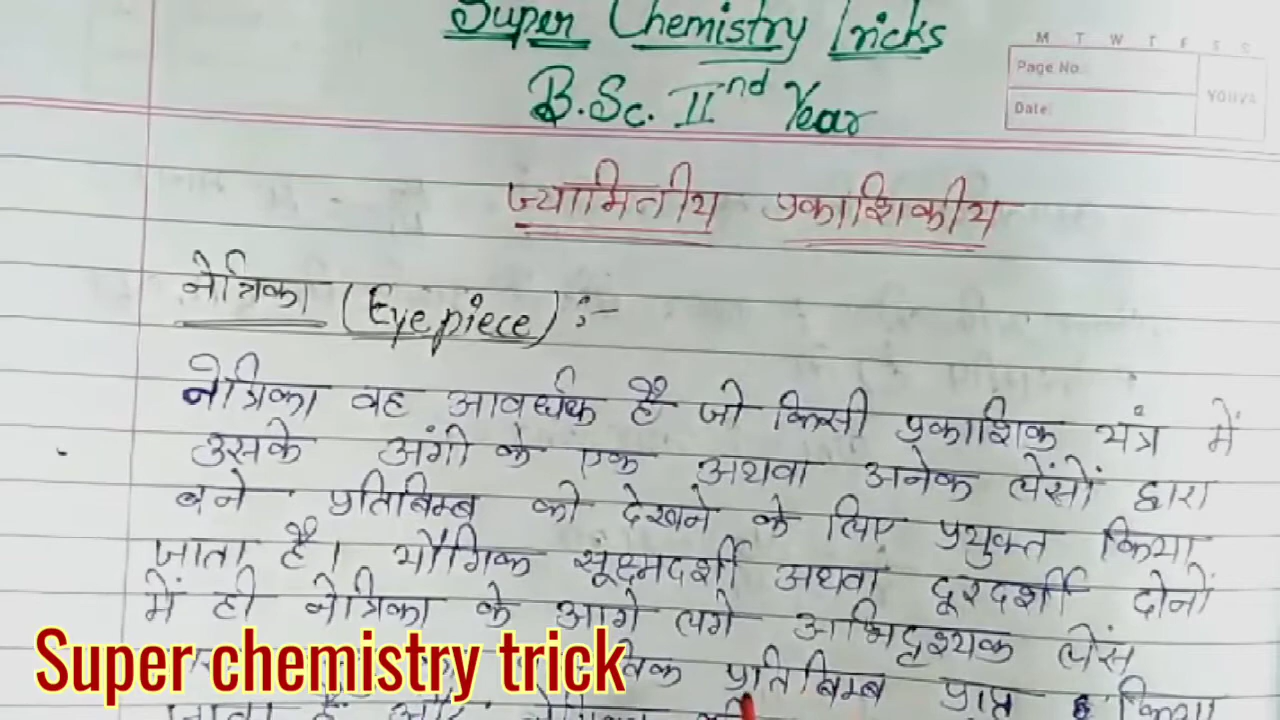 Super Chemistry Tricks
B.Sc. IInd Year
M T W T F S S
Page No.:
Date:
YOUVA
ज्यामितीय प्रकाशिकीय
नेत्रिका (Eyepiece) :-
नेत्रिका वह आवर्धक है जो किसी प्रकाशिक यंत्र में
उसके अंगी के एक अथवा अनेक लेंसों द्वारा
बने प्रतिबिम्ब को देखने के लिए प्रयुक्त किया
जाता है। यौगिक सूक्ष्मदर्शी अथवा दूरदर्शी दोनों
में ही नेत्रिका के आगे लगे अभिदृश्यक लेंस
प्रतिबिम्ब प्राप्त किया
Super chemistry trick